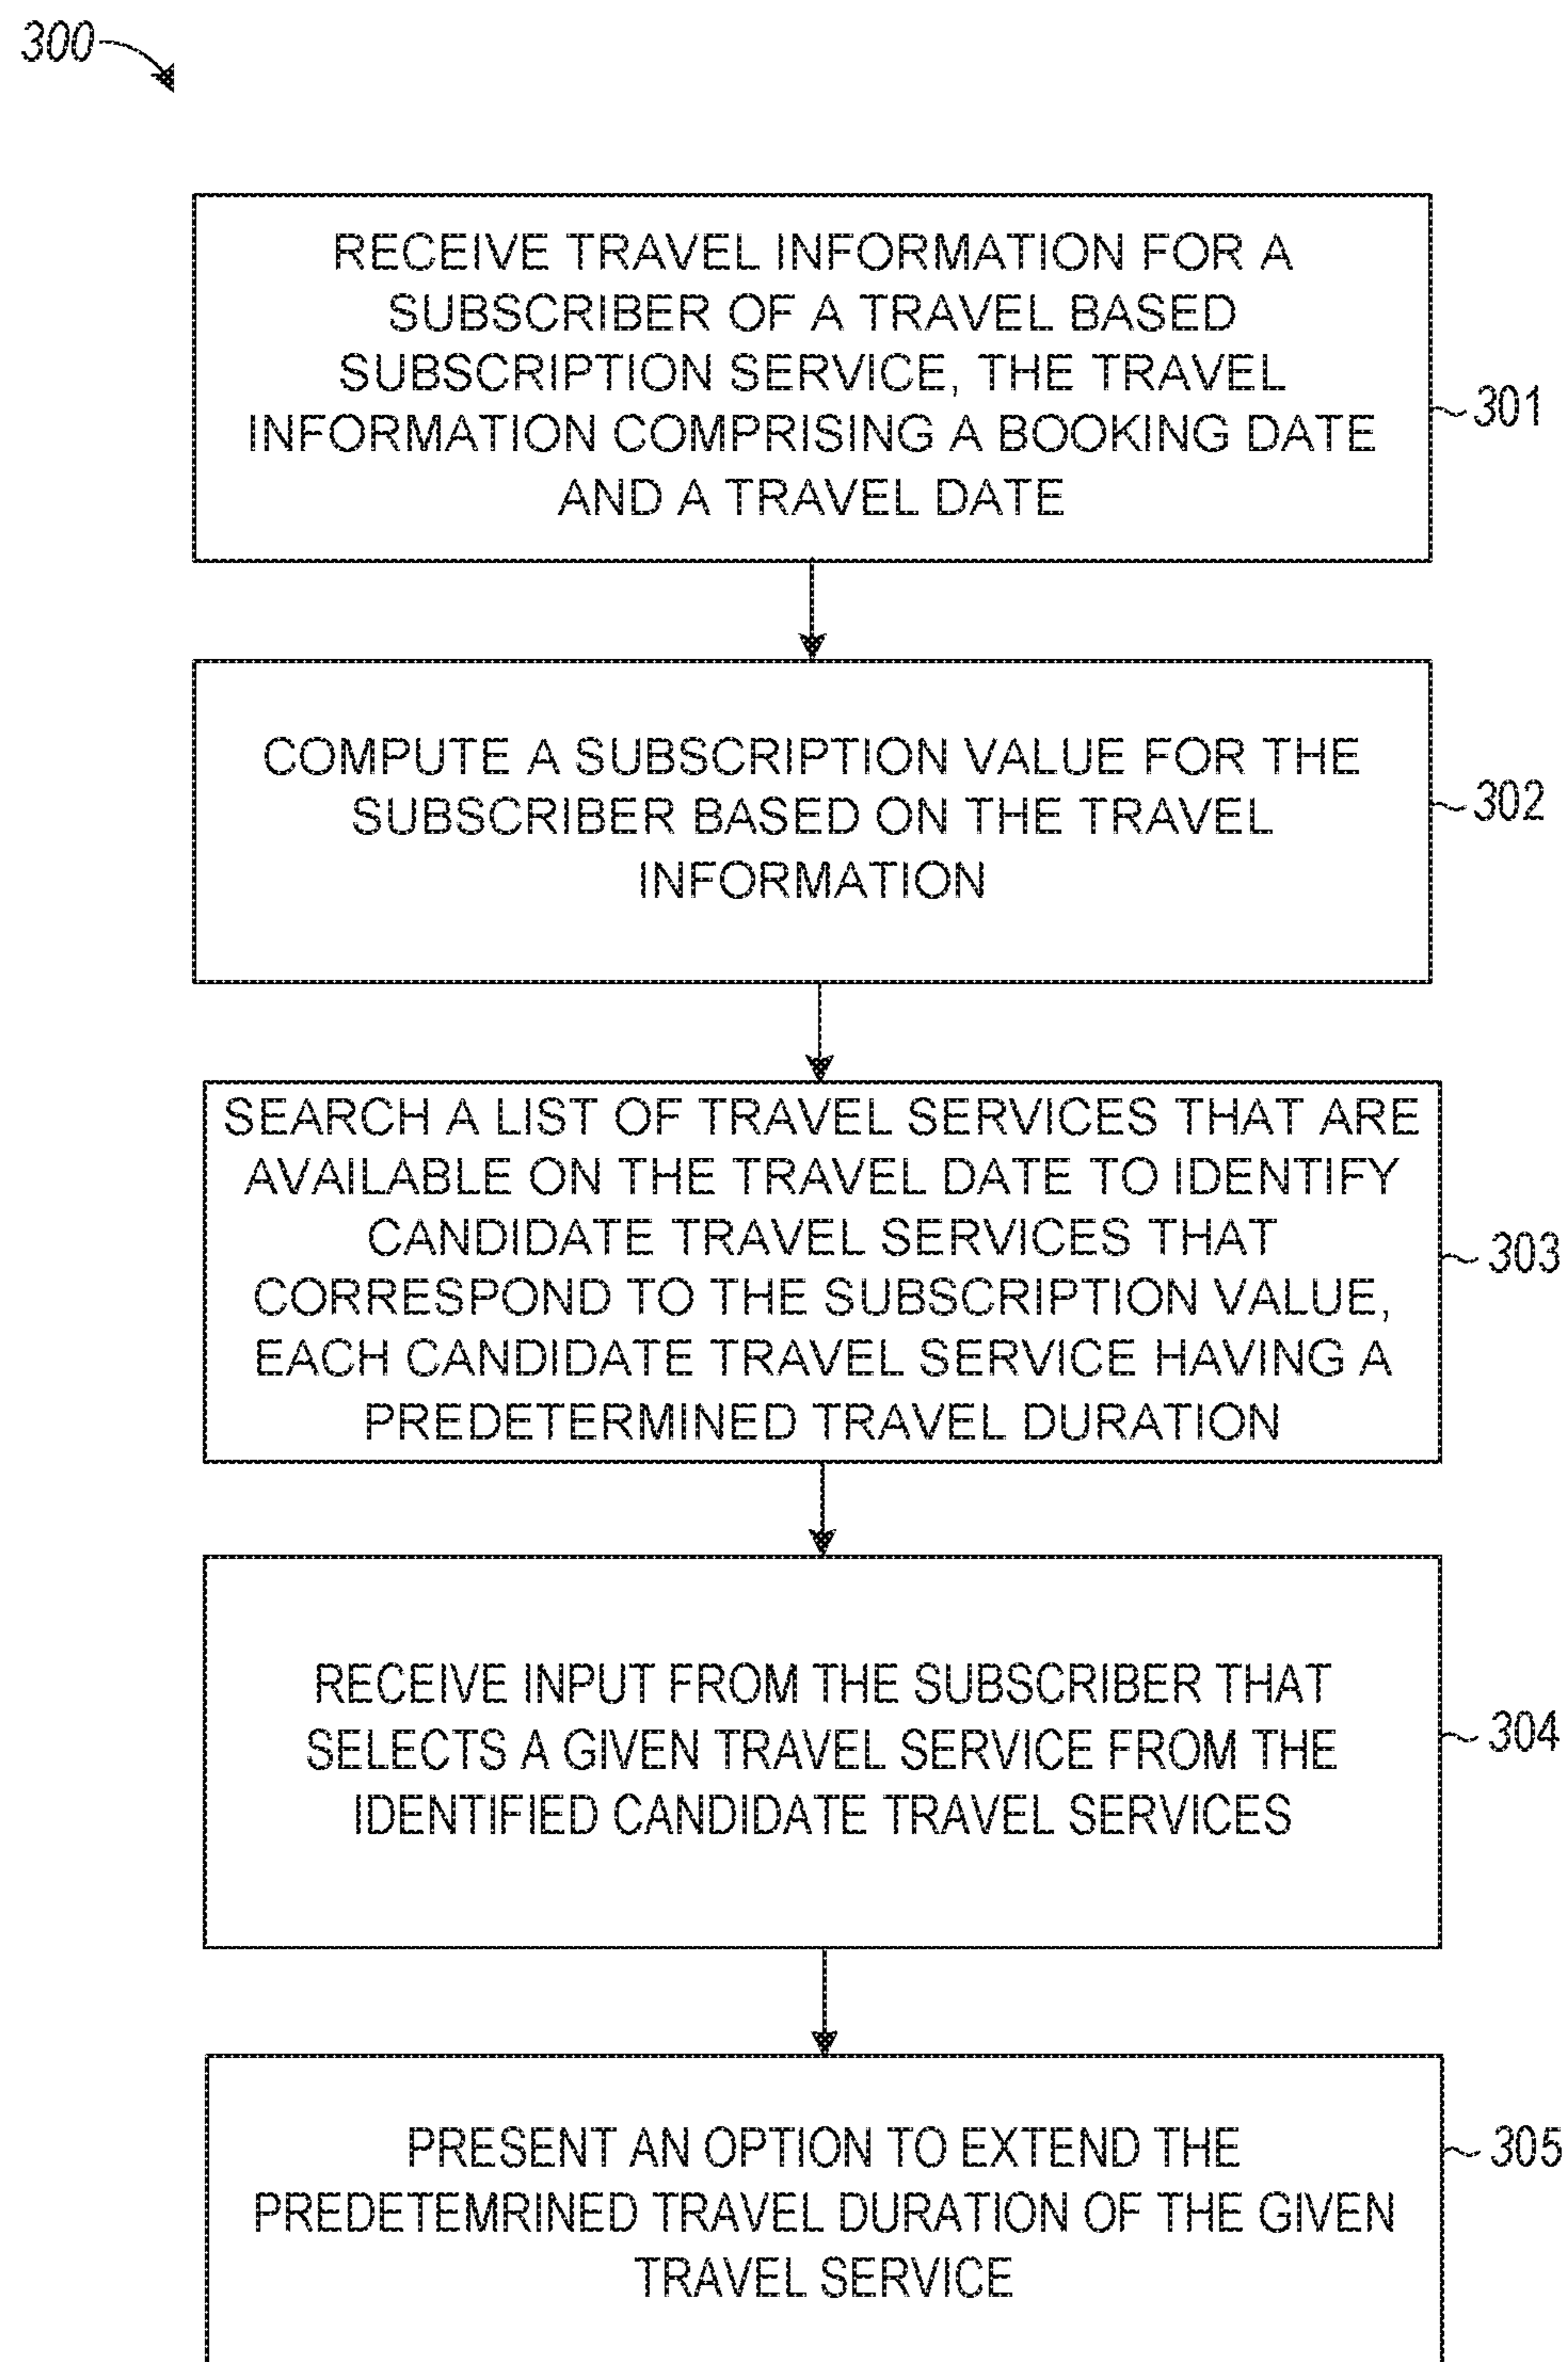 300
RECEIVE TRAVEL INFORMATION FOR A
SUBSCRIBER OF A TRAVEL BASED
SUBSCRIPTION SERVICE, THE TRAVEL
INFORMATION COMPRISING A BOOKING DATE
AND A TRAVEL DATE
301
COMPUTE A SUBSCRIPTION VALUE FOR THE
SUBSCRIBER BASED ON THE TRAVEL
INFORMATION
302
SEARCH A LIST OF TRAVEL SERVICES THAT ARE
AVAILABLE ON THE TRAVEL DATE TO IDENTIFY
CANDIDATE TRAVEL SERVICES THAT
CORRESPOND TO THE SUBSCRIPTION VALUE,
EACH CANDIDATE TRAVEL SERVICE HAVING A
PREDETERMINED TRAVEL DURATION
303
RECEIVE INPUT FROM THE SUBSCRIBER THAT
SELECTS A GIVEN TRAVEL SERVICE FROM THE
IDENTIFIED CANDIDATE TRAVEL SERVICES
304
PRESENT AN OPTION TO EXTEND THE
PREDETEMRINED TRAVEL DURATION OF THE GIVEN
TRAVEL SERVICE
305